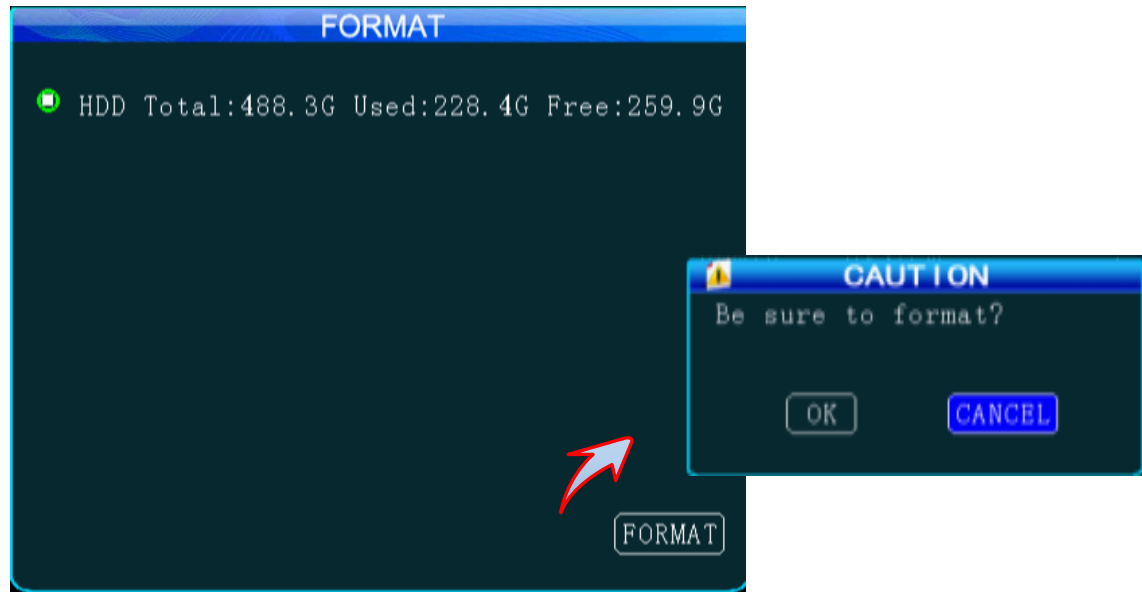 FORMAT
HDD Total:488.3G Used:228.4G Free:259.9G
CAUTION
Be sure to format?
OK CANCEL
FORMAT